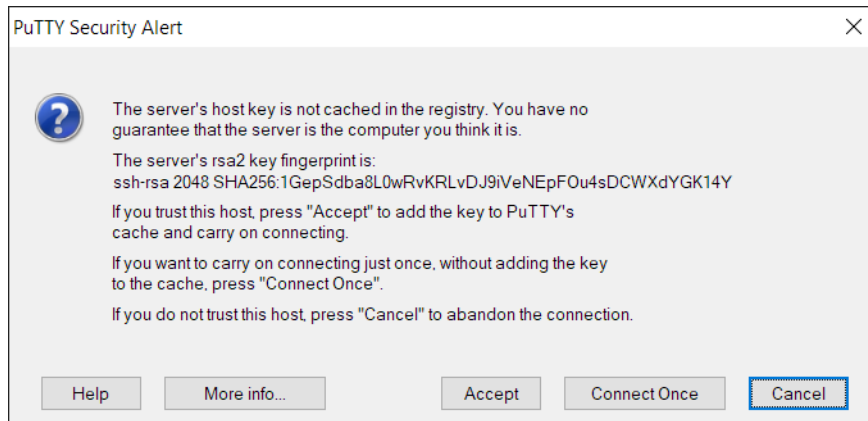 PuTTY Security Alert
The server's host key is not cached in the registry. You have no
guarantee that the server is the computer you think it is.
The server's rsa2 key fingerprint is:
ssh-rsa 2048 SHA256:1GepSdba8L0wRvKRLvDJ9iVeNEpFOu4sDCWXdYGK14Y
If you trust this host, press "Accept" to add the key to PuTTY's
cache and carry on connecting.
If you want to carry on connecting just once, without adding the key
to the cache, press "Connect Once".
If you do not trust this host, press "Cancel" to abandon the connection.
Help More info... Accept Connect Once Cancel